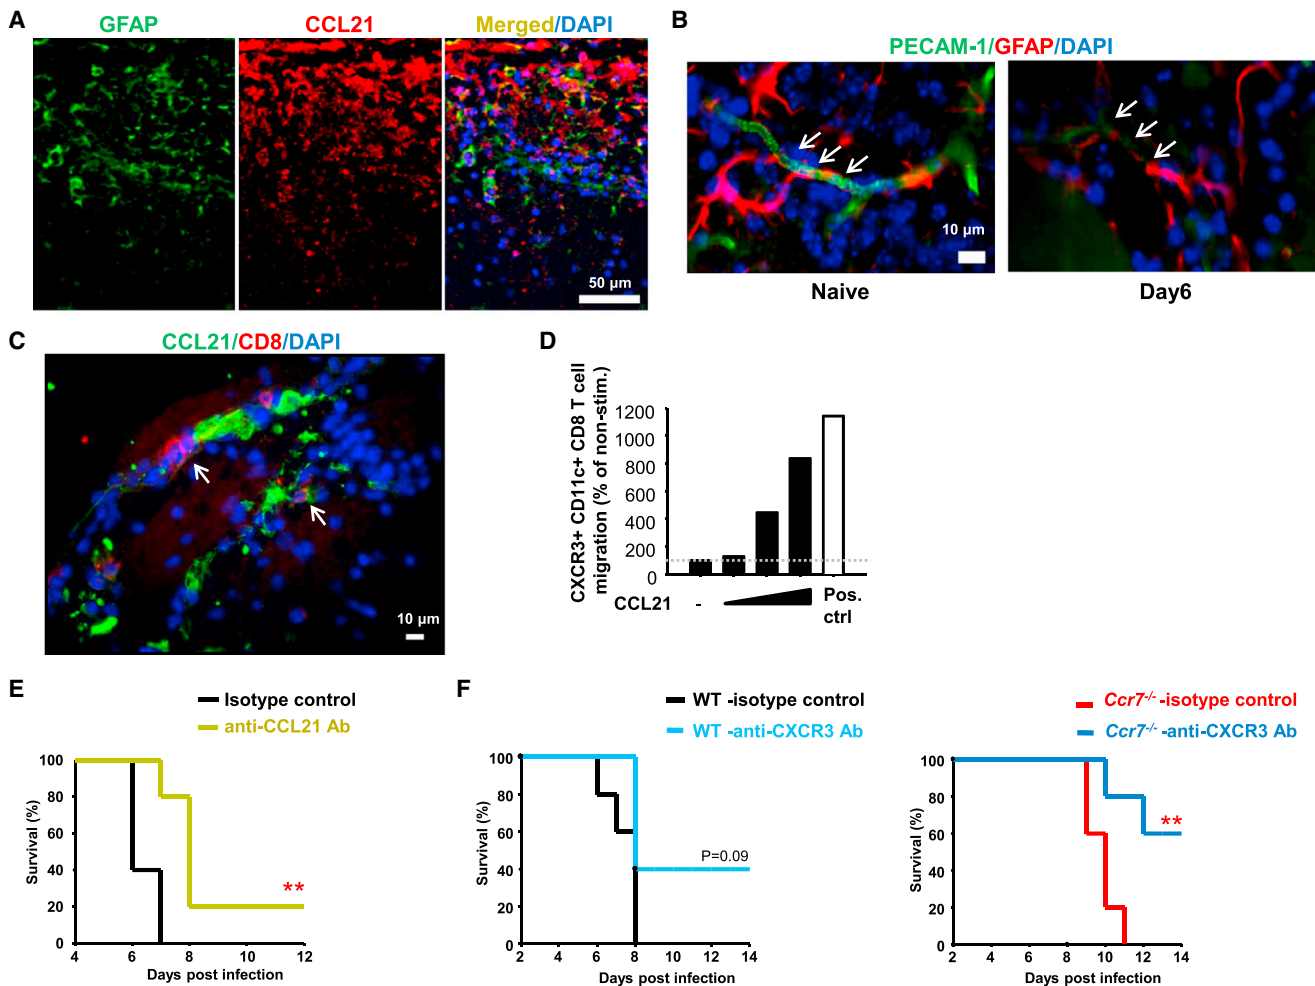 A
GFAP
CCL21
Merged/DAPI
50 µm
B
PECAM-1/GFAP/DAPI
10 µm
Naive
Day6
C
CCL21/CD8/DAPI
10 µm
D
CXCR3+ CD11c+ CD8 T cell
migration (% of non-stim.)
1200
1000
800
600
400
200
0
CCL21
-
Pos.
ctrl
E
Isotype control
anti-CCL21 Ab
Survival (%)
100
80
60
40
20
0
**
4 6 8 10 12
Days post infection
F
WT -isotype control
WT -anti-CXCR3 Ab
Survival (%)
100
80
60
40
20
0
P=0.09
2 4 6 8 10 12 14
Days post infection
Ccr7-/- -isotype control
Ccr7-/- -anti-CXCR3 Ab
Survival (%)
100
80
60
40
20
0
**
2 4 6 8 10 12 14
Days post infection